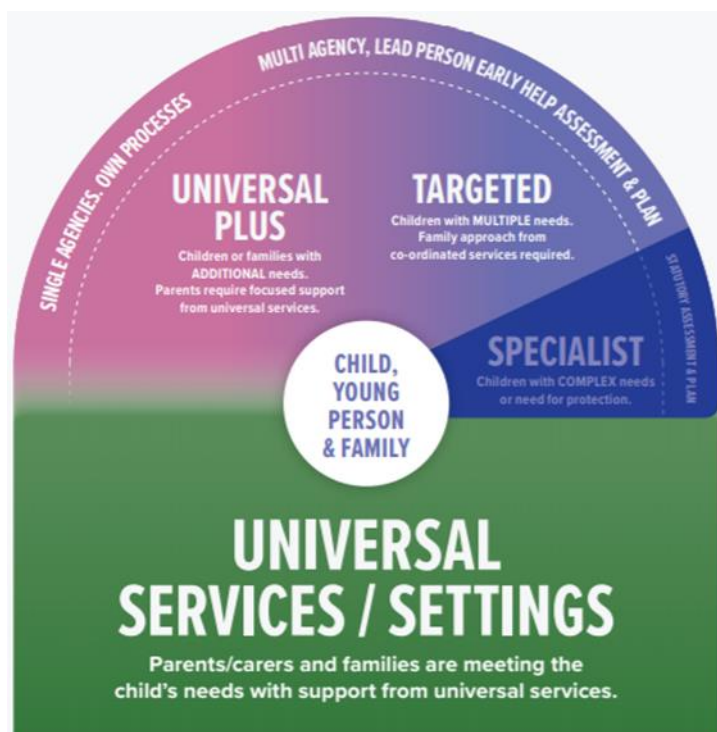 SINGLE AGENCIES. OWN PROCESSES
MULTI AGENCY, LEAD PERSON EARLY HELP ASSESSMENT & PLAN
UNIVERSAL
PLUS
Children or families with
ADDITIONAL needs.
Parents require focused support
from universal services.
TARGETED
Children with MULTIPLE needs.
Family approach from
co-ordinated services required.
STATUTORY ASSESSMENT & PLAN
SPECIALIST
Children with COMPLEX needs
or need for protection.
CHILD,
YOUNG
PERSON
& FAMILY
UNIVERSAL
SERVICES / SETTINGS
Parents/carers and families are meeting the
child's needs with support from universal services.